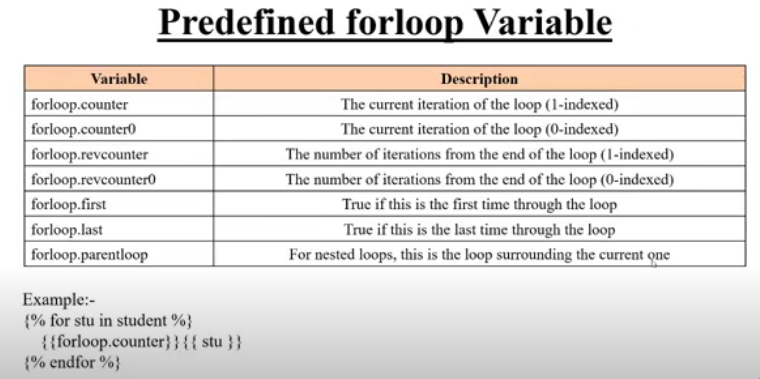 Predefined forloop Variable
Variable Description
forloop.counter The current iteration of the loop (1-indexed)
forloop.counter0 The current iteration of the loop (0-indexed)
forloop.revcounter The number of iterations from the end of the loop (1-indexed)
forloop.revcounter0 The number of iterations from the end of the loop (0-indexed)
forloop.first True if this is the first time through the loop
forloop.last True if this is the last time through the loop
forloop.parentloop For nested loops, this is the loop surrounding the current one
Example:-
{% for stu in student %}
{{forloop.counter}}{{ stu }}
{% endfor %}